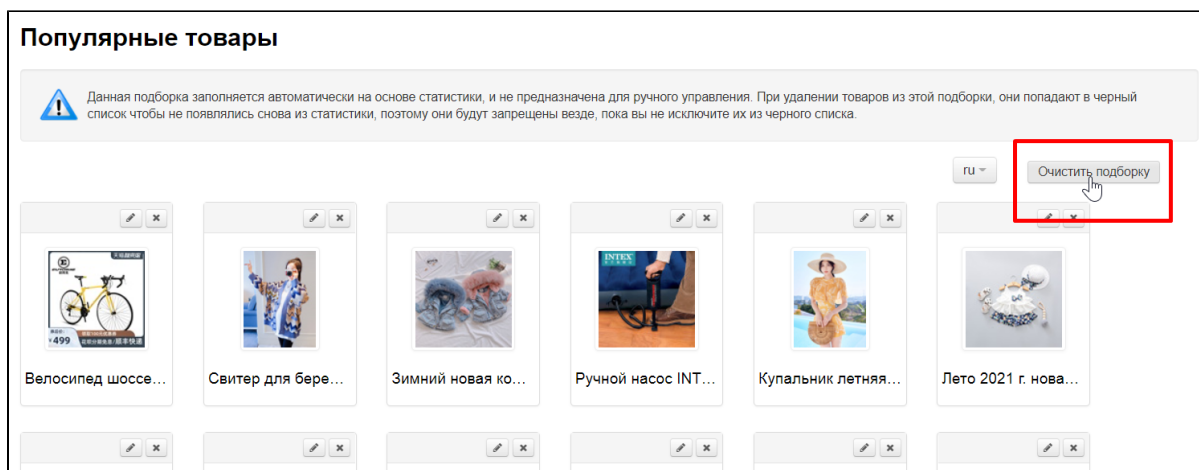 Популярные товары
Данная подборка заполняется автоматически на основе статистики, и не предназначена для ручного управления. При удалении товаров из этой подборки, они попадают в черный
список чтобы не появлялись снова из статистики, поэтому они будут запрещены везде, пока вы не исключите их из черного списка.
ru
Очистить подборку
INTEX
¥499
Велосипед шоссе...
Свитер для бере...
Зимний новая ко...
Ручной насос INT...
Купальник летняя...
Лето 2021 г. нова...